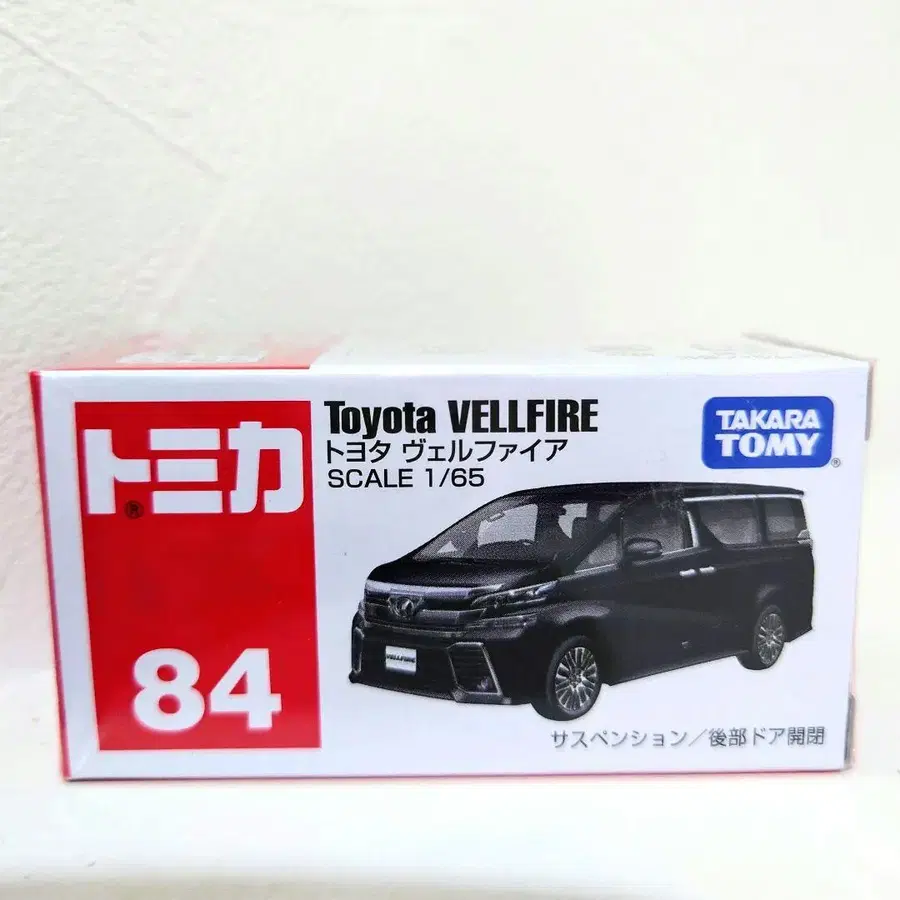 トミカ®
84
Toyota VELLFIRE
トヨタ ヴェルファイア
SCALE 1/65
TAKARA
TOMY®
VELLFIRE
サスペンション/後部ドア開閉